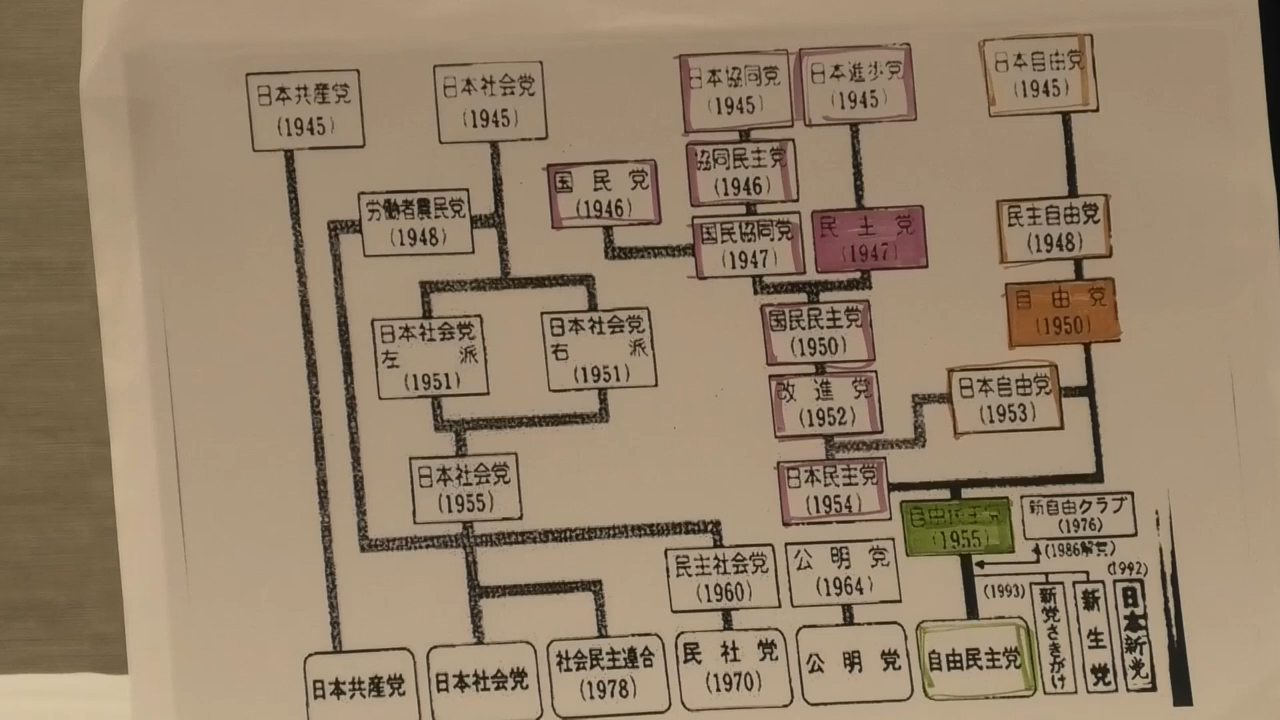 日本共産党
(1945)
日本社会党
(1945)
日本協同党
(1945)
日本進歩党
(1945)
日本自由党
(1945)
協同民主党
(1946)
国民党
(1946)
労働者農民党
(1948)
国民協同党
(1947)
民主党
(1947)
民主自由党
(1948)
自由党
(1950)
日本社会党
左派
(1951)
日本社会党
右派
(1951)
国民民主党
(1950)
改進党
(1952)
日本自由党
(1953)
日本社会党
(1955)
日本民主党
(1954)
自由民主党
(1955)
新自由クラブ
(1976)
(1986解党)
民主社会党
(1960)
公明党
(1964)
(1993)
(1992)
日本共産党
日本社会党
社会民主連合
(1978)
民社党
(1970)
公明党
自由民主党
新党さきがけ
新生党
日本新党